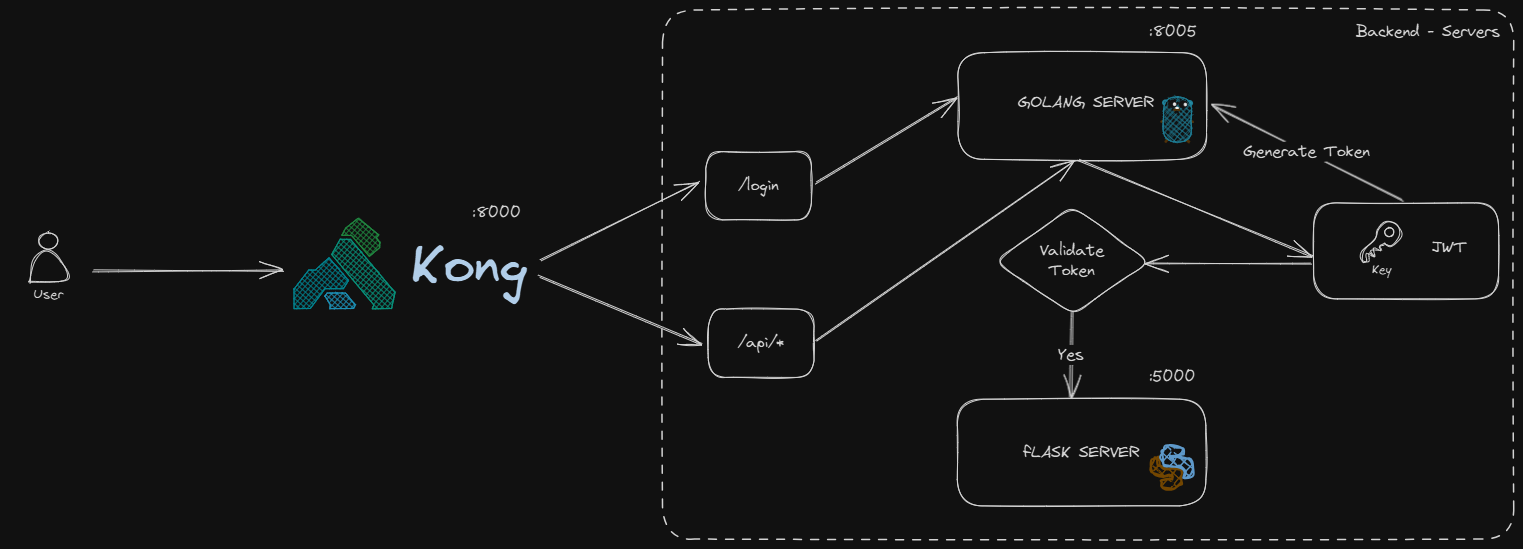 :8005
Backend - Servers
GOLANG SERVER
Generate Token
/login
:8000
Kong
User
Validate
Token
Key
JWT
/api/*
Yes
:5000
fLASK SERVER